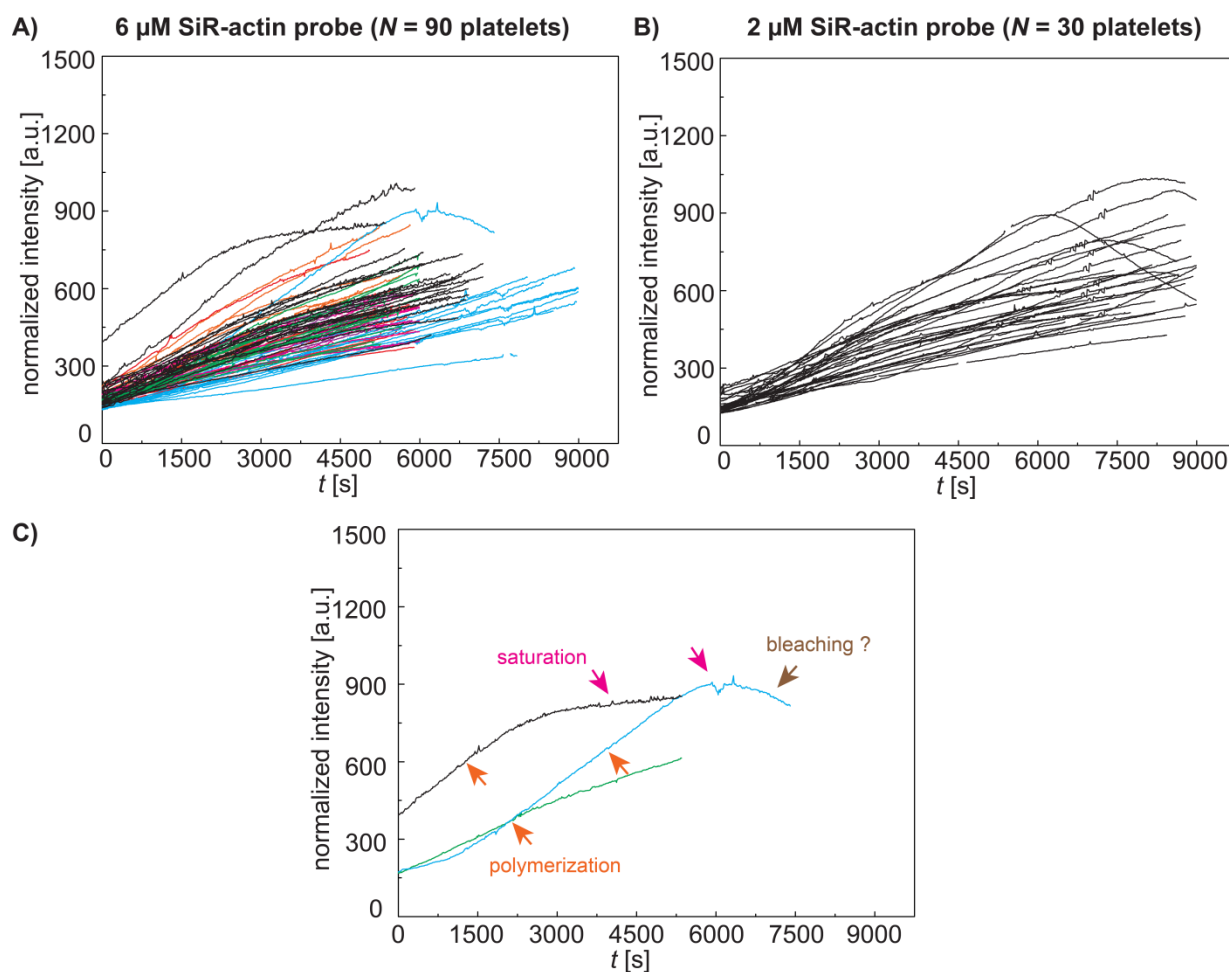 A) 6 µM SiR-actin probe (N = 90 platelets)
normalized intensity [a.u.]
1500
1200
900
600
300
0
0 1500 3000 4500 6000 7500 9000
t [s]
B) 2 µM SiR-actin probe (N = 30 platelets)
normalized intensity [a.u.]
1500
1200
900
600
300
0
0 1500 3000 4500 6000 7500 9000
t [s]
C)
normalized intensity [a.u.]
1500
1200
900
600
300
0
saturation
bleaching ?
polymerization
0 1500 3000 4500 6000 7500 9000
t [s]